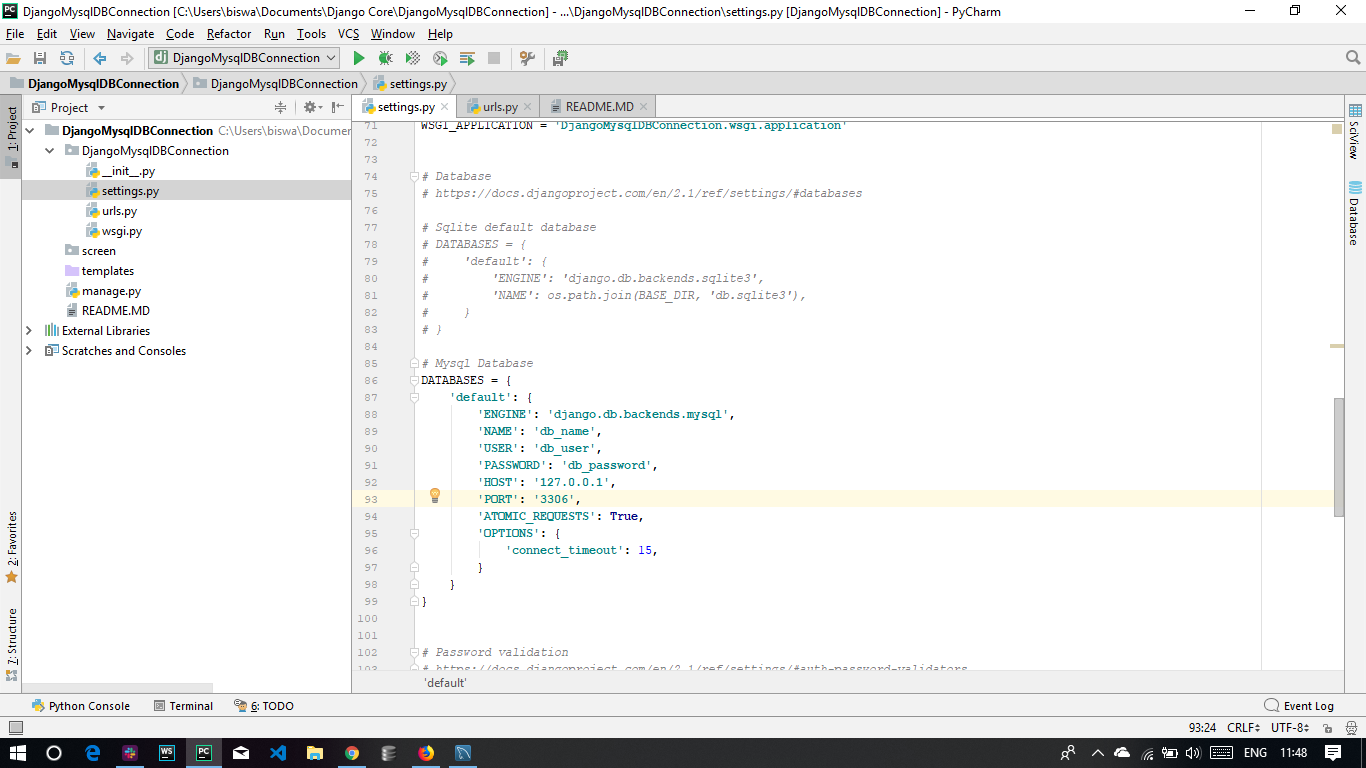 DjangoMysqlDBConnection [C:\Users\biswa\Documents\Django Core\DjangoMysqlDBConnection] - ...\DjangoMysqlDBConnection\settings.py [DjangoMysqlDBConnection] - PyCharm
File Edit View Navigate Code Refactor Run Tools VCS Window Help
DjangoMysqlDBConnection
DjangoMysqlDBConnection DjangoMysqlDBConnection settings.py
1: Project
2: Favorites
7: Structure
Project
DjangoMysqlDBConnection C:\Users\biswa\Documer
DjangoMysqlDBConnection
__init__.py
settings.py
urls.py
wsgi.py
screen
templates
manage.py
README.MD
External Libraries
Scratches and Consoles
settings.py urls.py README.MD
71 WSGI_APPLICATION = 'DjangoMysqlDBConnection.wsgi.application'
72
73
74 # Database
75 # https://docs.djangoproject.com/en/2.1/ref/settings/#databases
76
77 # Sqlite default database
78 # DATABASES = {
79 #     'default': {
80 #         'ENGINE': 'django.db.backends.sqlite3',
81 #         'NAME': os.path.join(BASE_DIR, 'db.sqlite3'),
82 #     }
83 # }
84
85 # Mysql Database
86 DATABASES = {
87     'default': {
88         'ENGINE': 'django.db.backends.mysql',
89         'NAME': 'db_name',
90         'USER': 'db_user',
91         'PASSWORD': 'db_password',
92         'HOST': '127.0.0.1',
93         'PORT': '3306',
94         'ATOMIC_REQUESTS': True,
95         'OPTIONS': {
96             'connect_timeout': 15,
97         }
98     }
99 }
100
101
102 # Password validation
103 # https://docs.djangoproject.com/en/2.1/ref/settings/#auth-password-validators
'default'
SciView
Database
Python Console Terminal 6: TODO Event Log
93:24 CRLF UTF-8
ENG 11:48